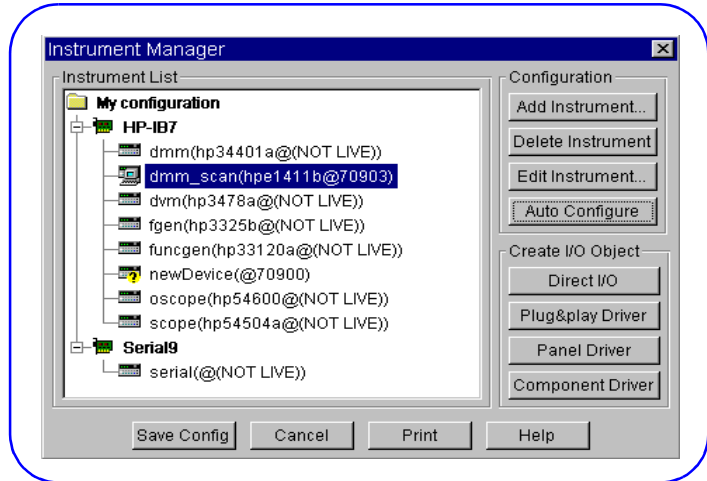 Instrument Manager
Instrument List
My configuration
HP-IB7
dmm(hp34401a@(NOT LIVE))
dmm_scan(hpe1411b@70903)
dvm(hp3478a@(NOT LIVE))
fgen(hp3325b@(NOT LIVE))
funcgen(hp33120a@(NOT LIVE))
newDevice(@70900)
oscope(hp54600@(NOT LIVE))
scope(hp54504a@(NOT LIVE))
Serial9
serial(@(NOT LIVE))
Configuration
Add Instrument...
Delete Instrument
Edit Instrument...
Auto Configure
Create I/O Object
Direct I/O
Plug&play Driver
Panel Driver
Component Driver
Save Config
Cancel
Print
Help